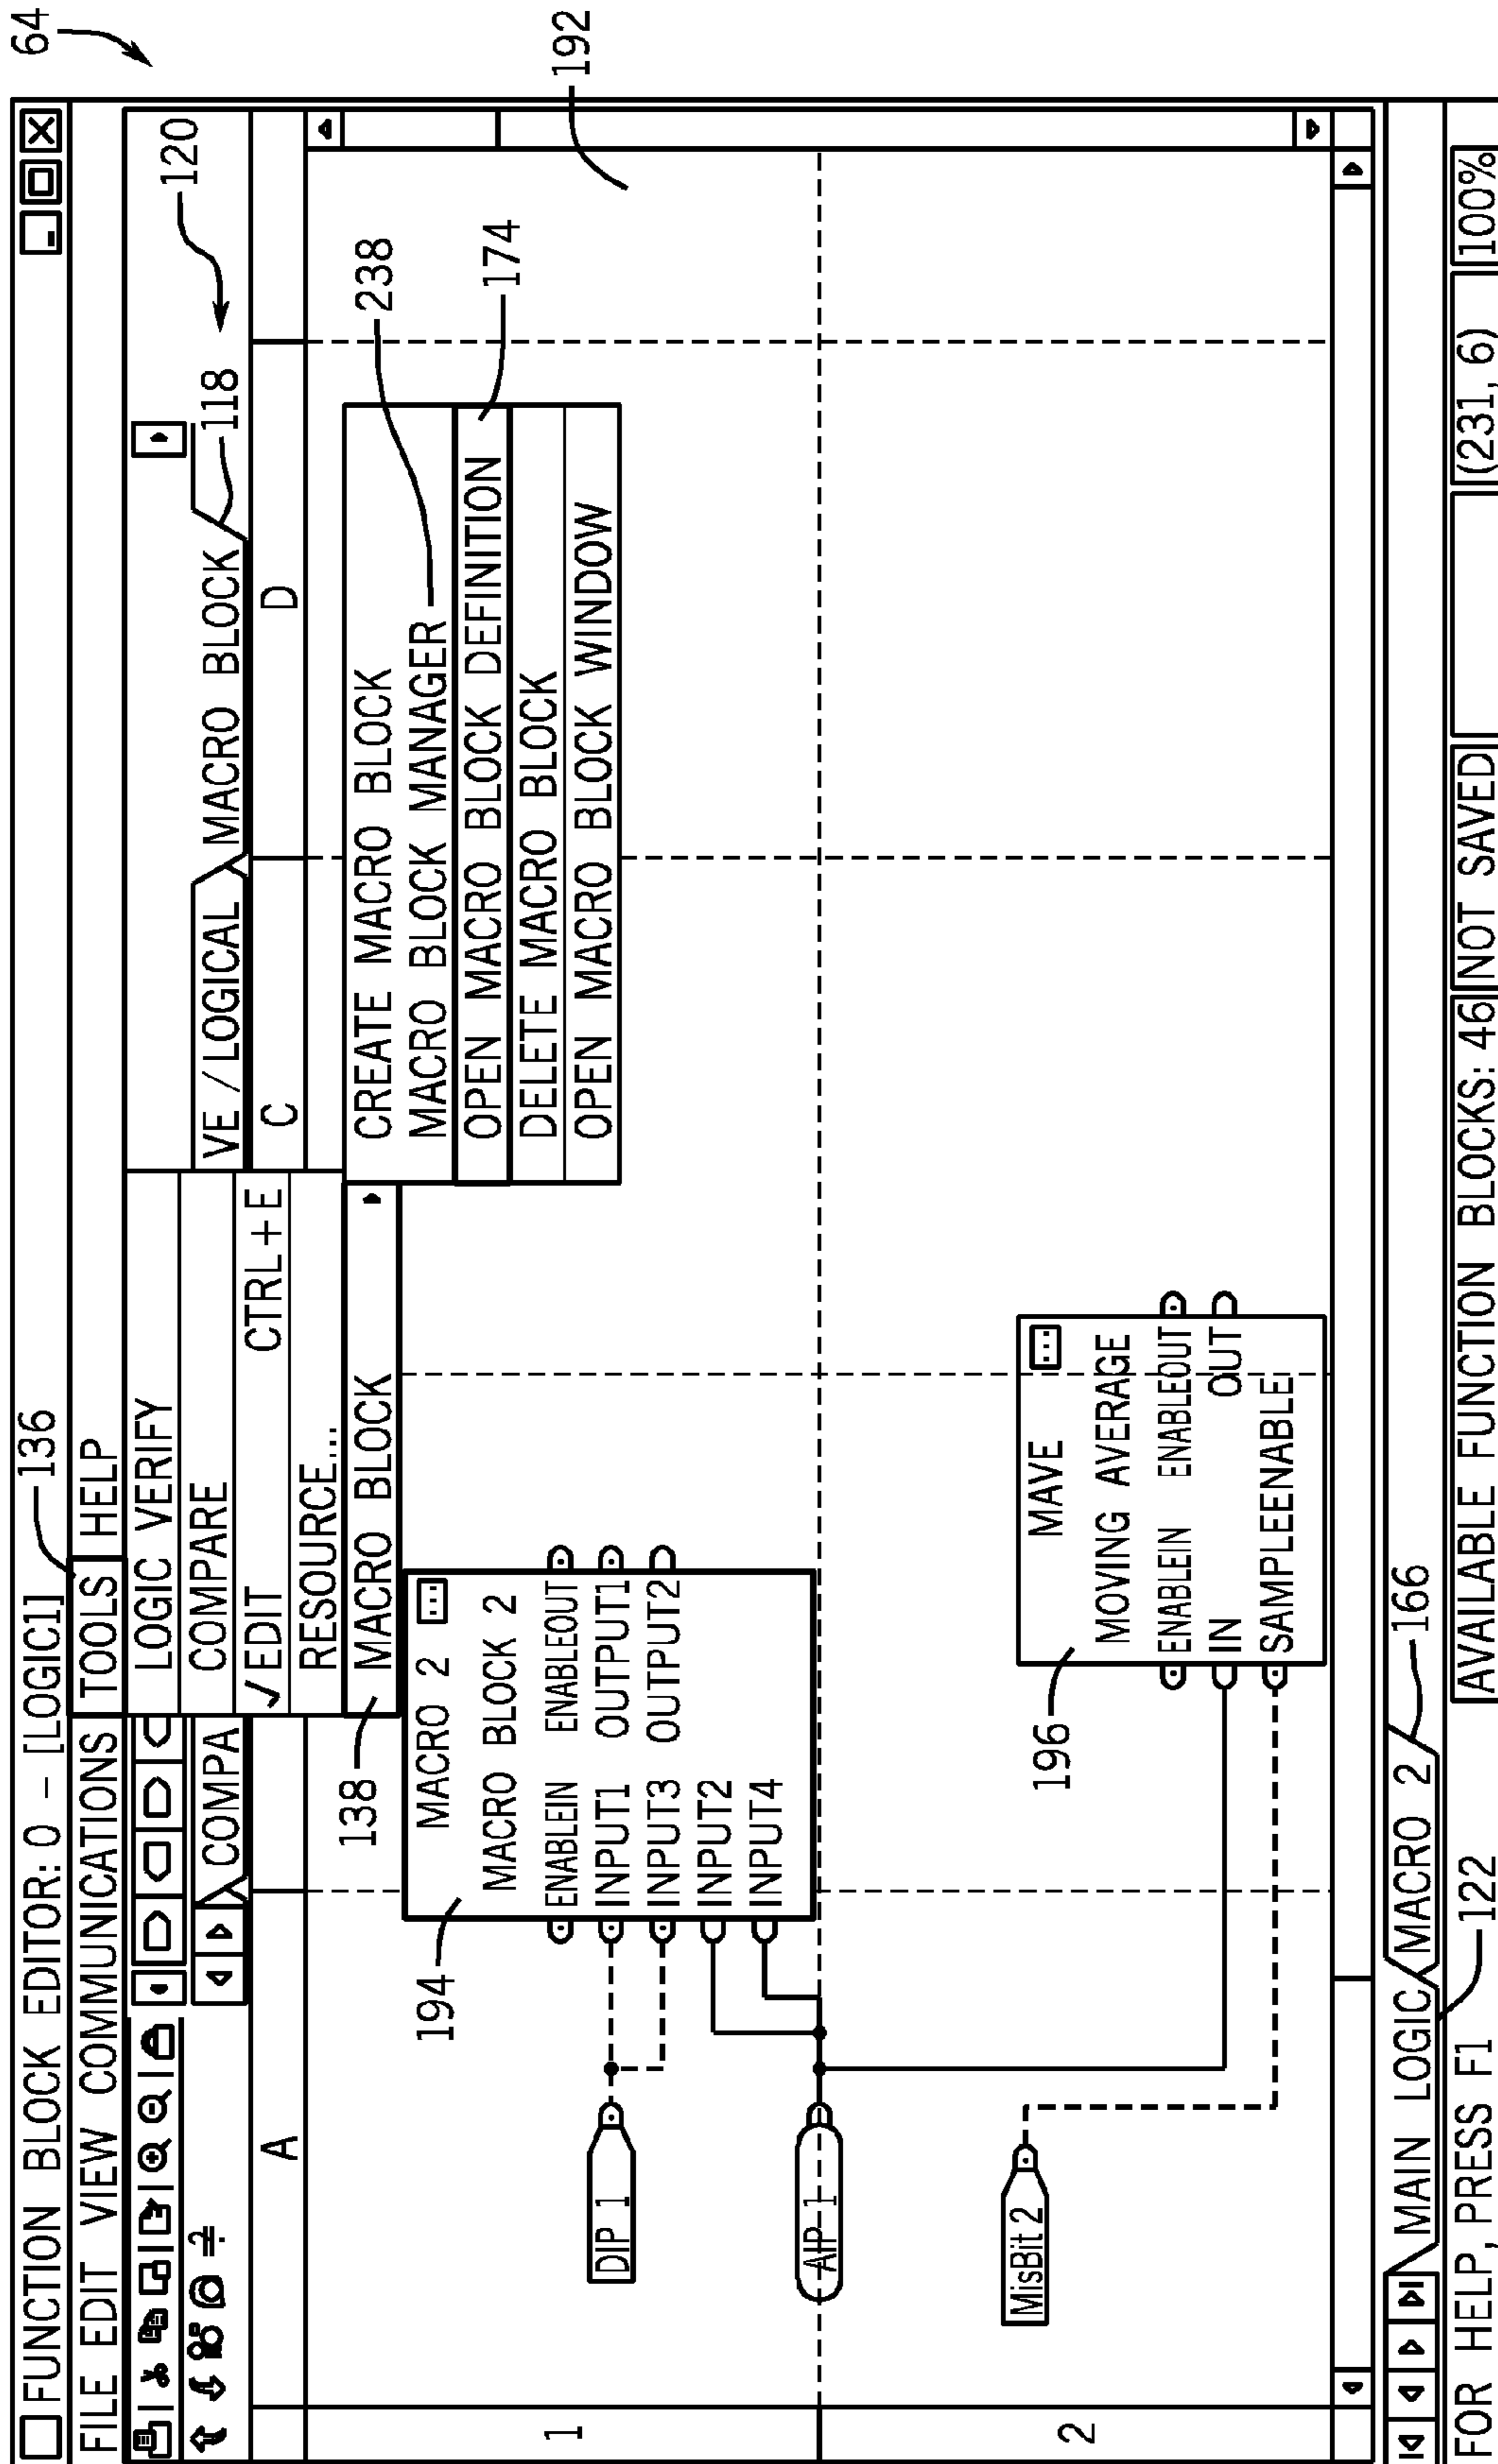 64
FUNCTION BLOCK EDITOR: 0 - [LOGIC1]
136
FILE EDIT VIEW COMMUNICATIONS TOOLS HELP
LOGIC VERIFY
COMPARE
√EDIT CTRL+E
RESOURCE...
MACRO BLOCK
138
?
COMPA
VE/LOGICAL
MACRO BLOCK
118
120
A C D
1
2
CREATE MACRO BLOCK
MACRO BLOCK MANAGER
238
OPEN MACRO BLOCK DEFINITION
174
DELETE MACRO BLOCK
OPEN MACRO BLOCK WINDOW
192
194
MACRO 2
MACRO BLOCK 2
ENABLEIN ENABLEOUT
INPUT1 OUTPUT1
INPUT3 OUTPUT2
INPUT2
INPUT4
DIP 1
AIP 1
MisBit 2
196
MAVE
MOVING AVERAGE
ENABLEIN ENABLEOUT
IN OUT
SAMPLEENABLE
MAIN LOGIC MACRO 2
166
122
FOR HELP, PRESS F1 AVAILABLE FUNCTION BLOCKS: 46 NOT SAVED (231, 6) 100%